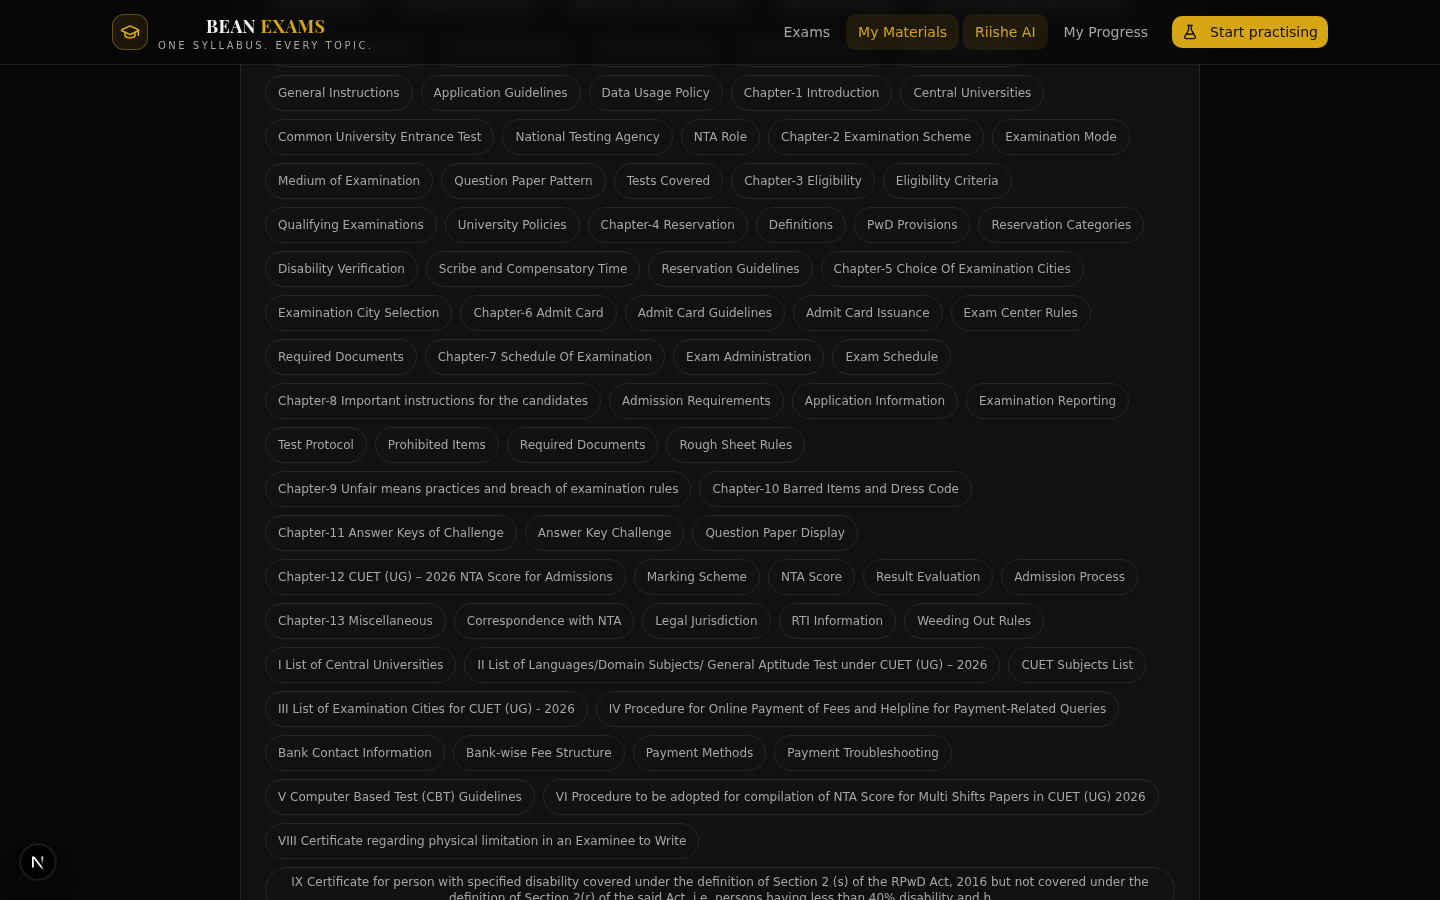 BEAN EXAMS
ONE SYLLABUS. EVERY TOPIC.
Exams My Materials Riishe AI My Progress Start practising
General Instructions Application Guidelines Data Usage Policy Chapter-1 Introduction Central Universities
Common University Entrance Test National Testing Agency NTA Role Chapter-2 Examination Scheme Examination Mode
Medium of Examination Question Paper Pattern Tests Covered Chapter-3 Eligibility Eligibility Criteria
Qualifying Examinations University Policies Chapter-4 Reservation Definitions PwD Provisions Reservation Categories
Disability Verification Scribe and Compensatory Time Reservation Guidelines Chapter-5 Choice Of Examination Cities
Examination City Selection Chapter-6 Admit Card Admit Card Guidelines Admit Card Issuance Exam Center Rules
Required Documents Chapter-7 Schedule Of Examination Exam Administration Exam Schedule
Chapter-8 Important instructions for the candidates Admission Requirements Application Information Examination Reporting
Test Protocol Prohibited Items Required Documents Rough Sheet Rules
Chapter-9 Unfair means practices and breach of examination rules Chapter-10 Barred Items and Dress Code
Chapter-11 Answer Keys of Challenge Answer Key Challenge Question Paper Display
Chapter-12 CUET (UG) – 2026 NTA Score for Admissions Marking Scheme NTA Score Result Evaluation Admission Process
Chapter-13 Miscellaneous Correspondence with NTA Legal Jurisdiction RTI Information Weeding Out Rules
I List of Central Universities II List of Languages/Domain Subjects/ General Aptitude Test under CUET (UG) – 2026 CUET Subjects List
III List of Examination Cities for CUET (UG) - 2026 IV Procedure for Online Payment of Fees and Helpline for Payment-Related Queries
Bank Contact Information Bank-wise Fee Structure Payment Methods Payment Troubleshooting
V Computer Based Test (CBT) Guidelines VI Procedure to be adopted for compilation of NTA Score for Multi Shifts Papers in CUET (UG) 2026
VIII Certificate regarding physical limitation in an Examinee to Write
IX Certificate for person with specified disability covered under the definition of Section 2 (s) of the RPwD Act, 2016 but not covered under the
definition of Section 2(r) of the said Act, i.e. persons having less than 40% disability and h
N